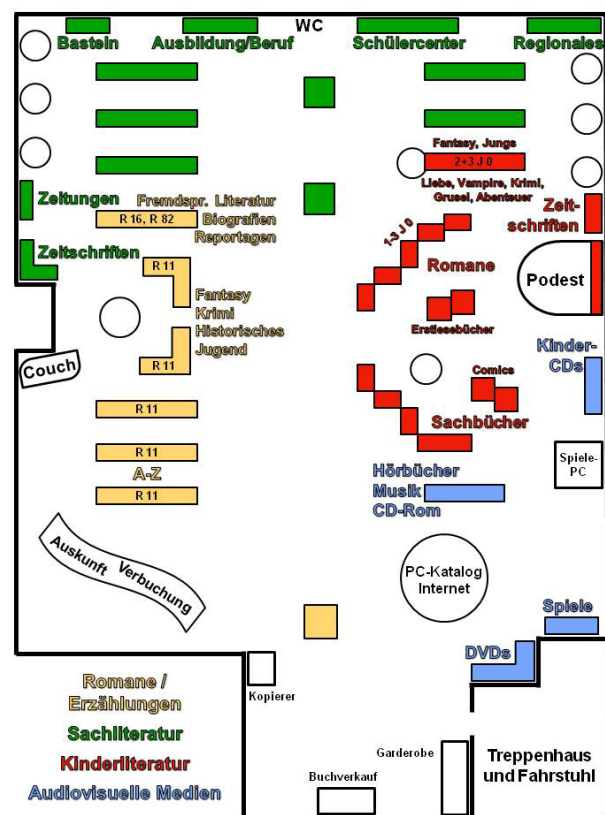 WC
Basteln
Ausbildung/Beruf
Schülercenter
Regionales
Fantasy, Jungs
2+3 J 0
Liebe, Vampire, Krimi,
Grusel, Abenteuer
Zeitungen
Fremdspr. Literatur
R 16, R 82
Biografien
Reportagen
Zeit-
schriften
1-3 J 0
Zeitschriften
R 11
Romane
Podest
Fantasy
Krimi
Historisches
Jugend
Erstlesebücher
R 11
Couch
Kinder-
CDs
Comics
R 11
Sachbücher
R 11
A-Z
R 11
Hörbücher
Musik
CD-Rom
Spiele-
PC
Auskunft Verbuchung
PC-Katalog
Internet
Spiele
DVDs
Kopierer
Romane /
Erzählungen
Sachliteratur
Kinderliteratur
Audiovisuelle Medien
Garderobe
Buchverkauf
Treppenhaus
und Fahrstuhl